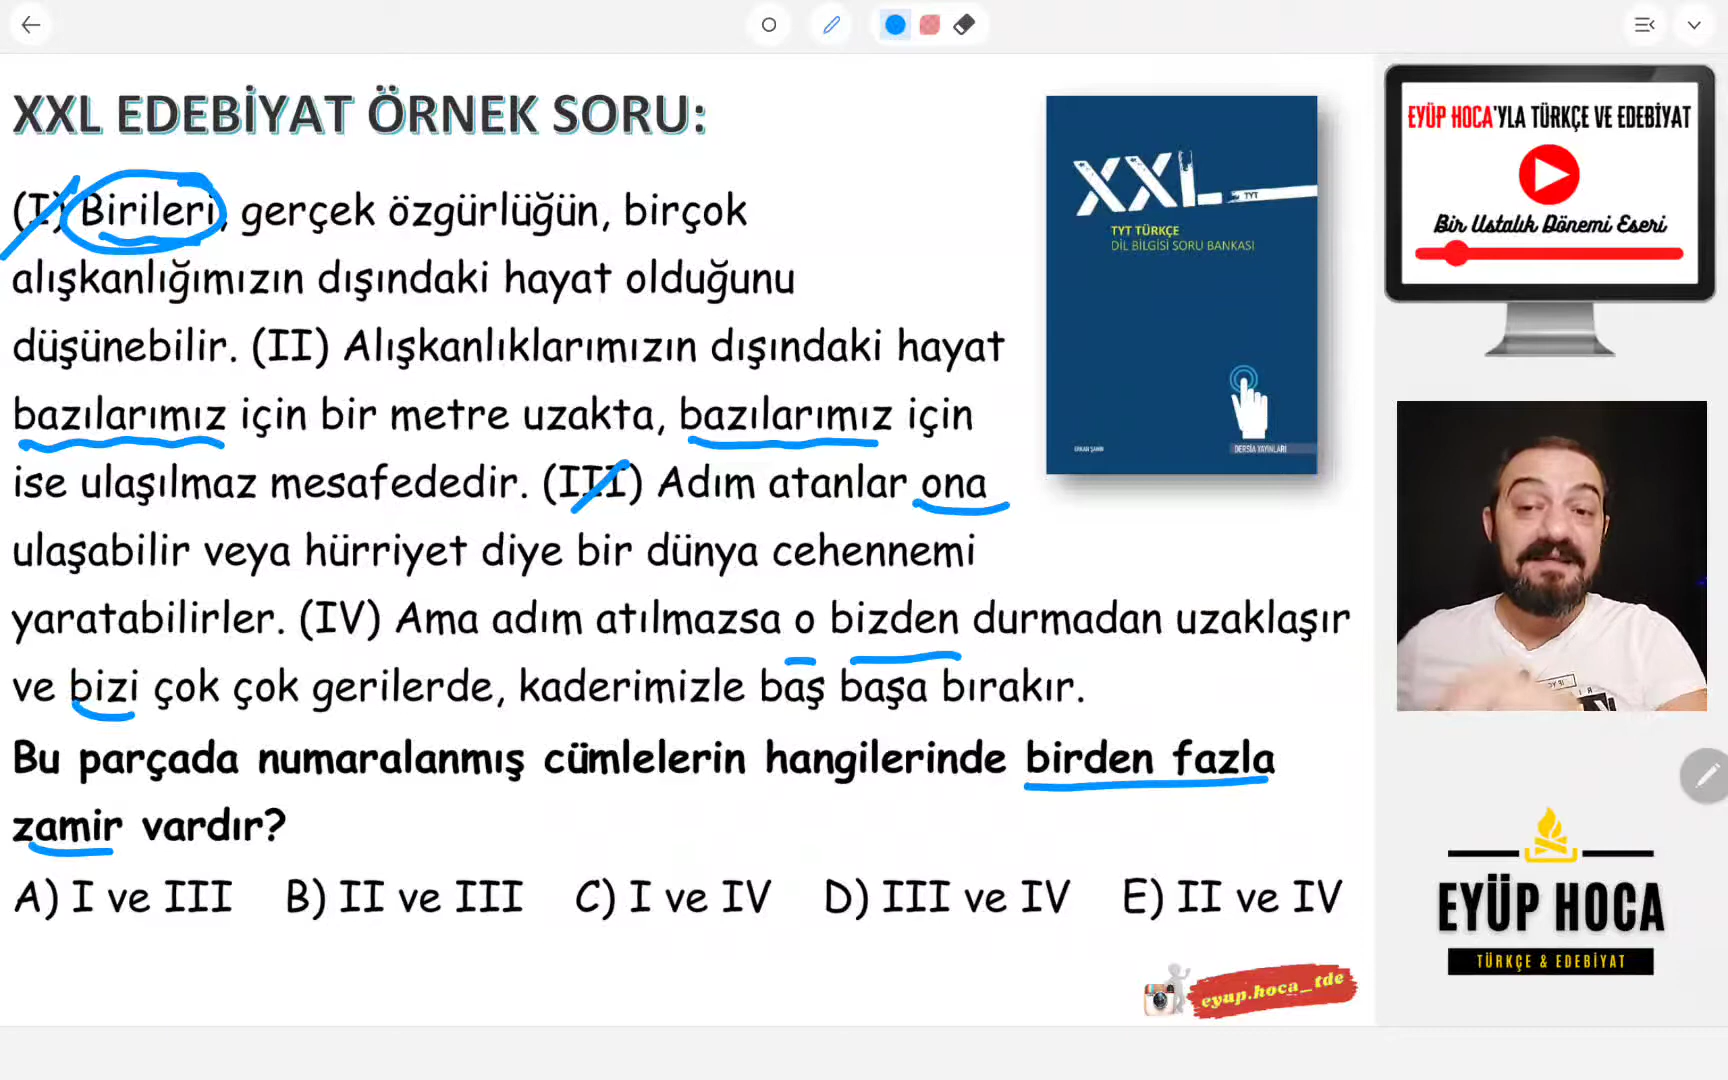 XXL EDEBİYAT ÖRNEK SORU:
(I) Birileri, gerçek özgürlüğün, birçok
alışkanlığımızın dışındaki hayat olduğunu
düşünebilir. (II) Alışkanlıklarımızın dışındaki hayat
bazılarımız için bir metre uzakta, bazılarımız için
ise ulaşılmaz mesafededir. (III) Adım atanlar ona
ulaşabilir veya hürriyet diye bir dünya cehennemi
yaratabilirler. (IV) Ama adım atılmazsa o bizden durmadan uzaklaşır
ve bizi çok çok gerilerde, kaderimizle baş başa bırakır.
Bu parçada numaralanmış cümlelerin hangilerinde birden fazla
zamir vardır?
A) I ve III B) II ve III C) I ve IV D) III ve IV E) II ve IV
XXL TYT
TYT TÜRKÇE
DİL BİLGİSİ SORU BANKASI
ERKAN ŞAHİN
DERSİA YAYINLARI
EYÜP HOCA'YLA TÜRKÇE VE EDEBİYAT
Bir Ustalık Dönemi Eseri
EYÜP HOCA
TÜRKÇE & EDEBİYAT
eyup.hoca_tde